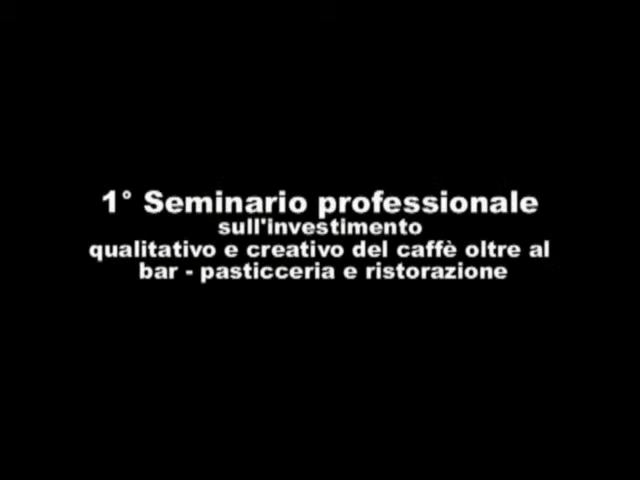 1° Seminario professionale
sull'investimento
qualitativo e creativo del caffè oltre al
bar - pasticceria e ristorazione